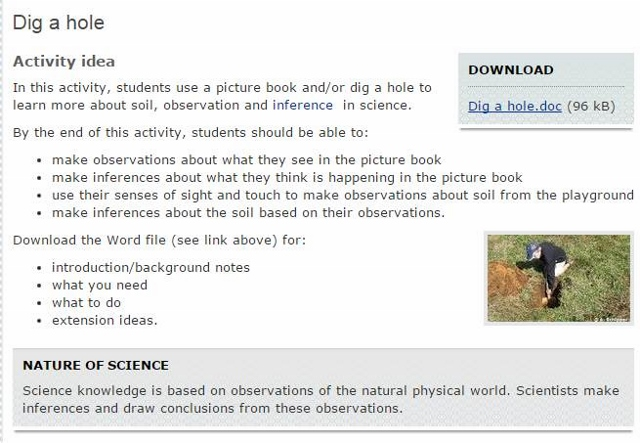 Dig a hole
Activity idea
In this activity, students use a picture book and/or dig a hole to
learn more about soil, observation and inference in science.
By the end of this activity, students should be able to:
• make observations about what they see in the picture book
• make inferences about what they think is happening in the picture book
• use their senses of sight and touch to make observations about soil from the playground
• make inferences about the soil based on their observations.
Download the Word file (see link above) for:
• introduction/background notes
• what you need
• what to do
• extension ideas.
DOWNLOAD
Dig a hole.doc (96 kB)
NATURE OF SCIENCE
Science knowledge is based on observations of the natural physical world. Scientists make
inferences and draw conclusions from these observations.